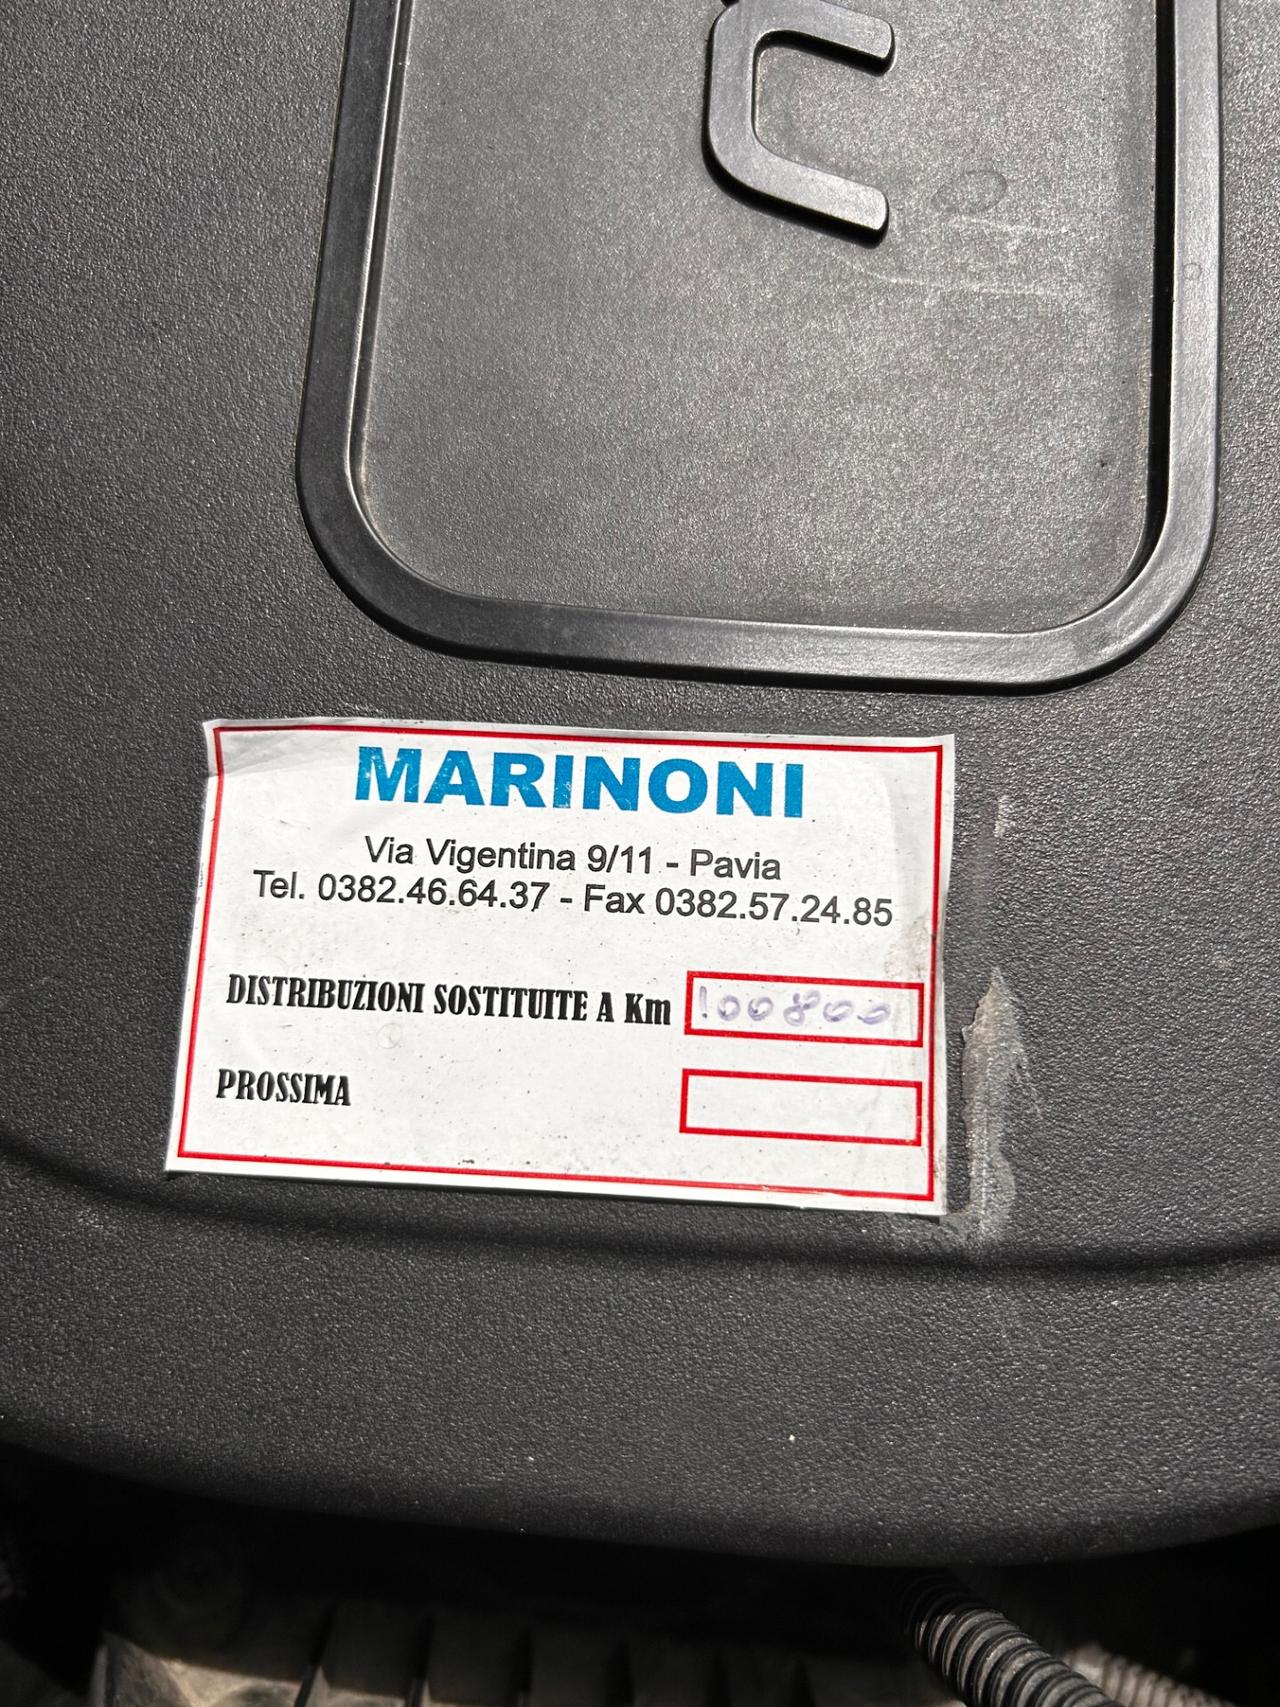 c
MARINONI
Via Vigentina 9/11 - Pavia
Tel. 0382.46.64.37 - Fax 0382.57.24.85
DISTRIBUZIONI SOSTITUITE A Km 100800
PROSSIMA